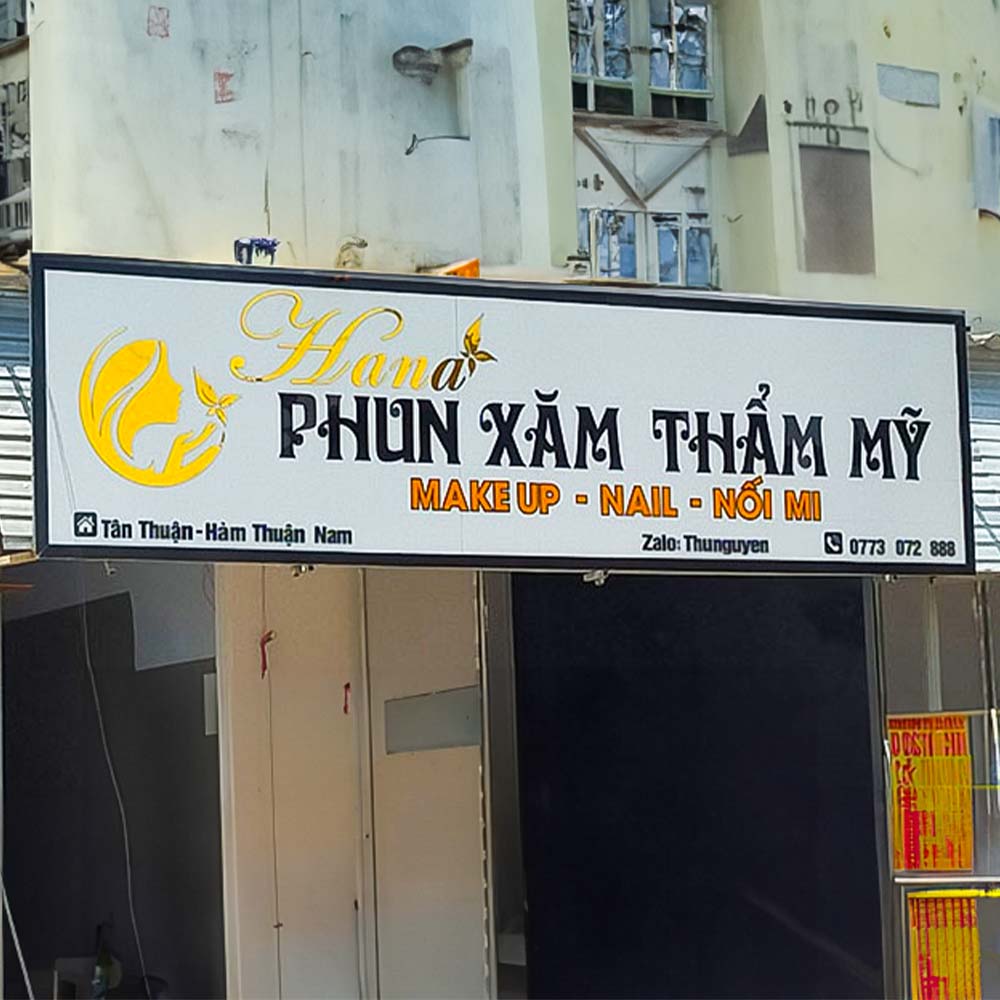 Hana
PHUN XĂM THẨM MỸ
MAKE UP - NAIL - NỐI MI
Tân Thuận-Hàm Thuận Nam
Zalo: Thunguyen
0773 072 888